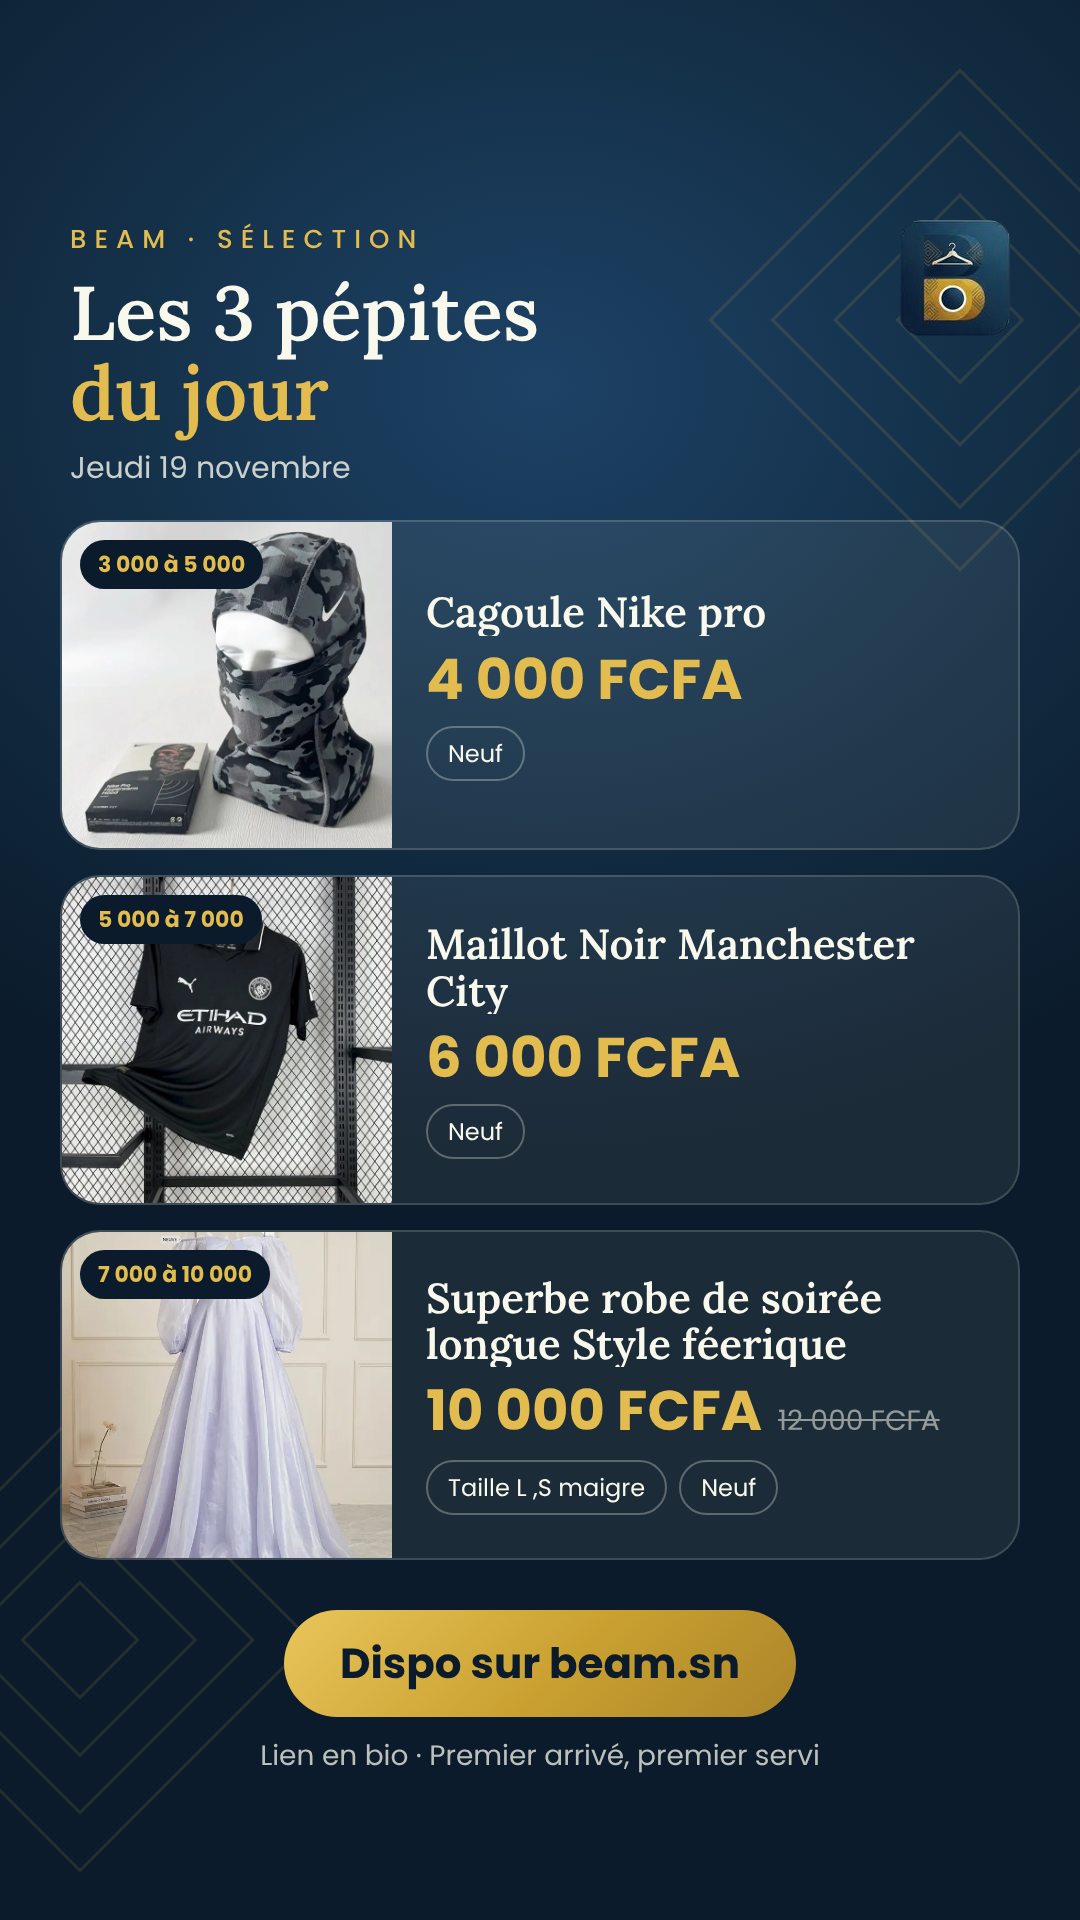 BEAM · SÉLECTION
Les 3 pépites
du jour
Jeudi 19 novembre
3 000 à 5 000
Cagoule Nike pro
4 000 FCFA
Neuf
5 000 à 7 000
ETIHAD
AIRWAYS
Maillot Noir Manchester
City
6 000 FCFA
Neuf
7 000 à 10 000
Superbe robe de soirée
longue Style féerique
10 000 FCFA 12 000 FCFA
Taille L ,S maigre
Neuf
Dispo sur beam.sn
Lien en bio · Premier arrivé, premier servi